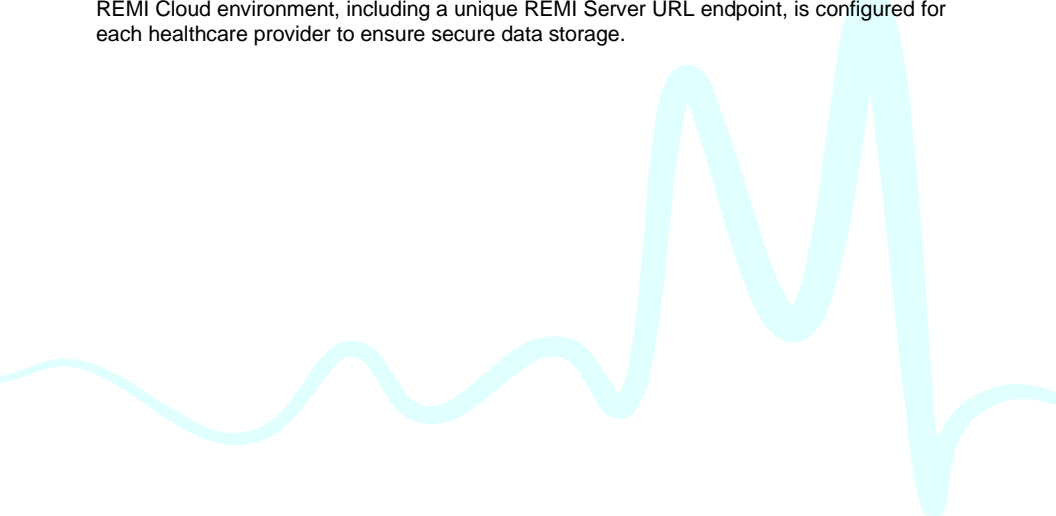 REMI Cloud environment, including a unique REMI Server URL endpoint, is configured for
each healthcare provider to ensure secure data storage.